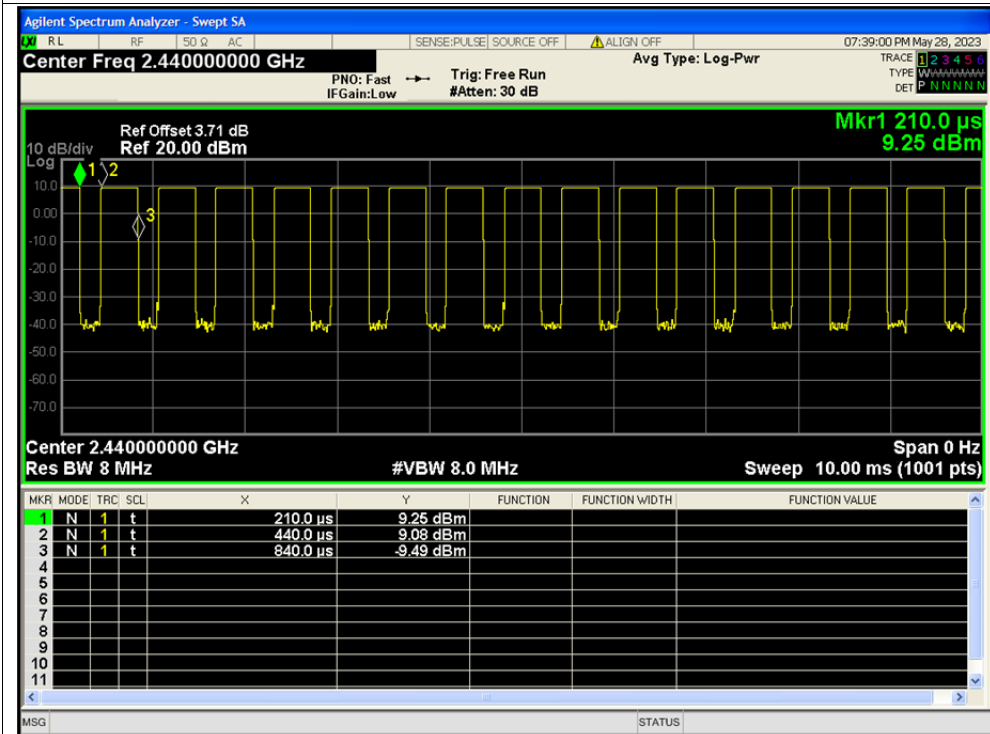 Agilent Spectrum Analyzer - Swept SA
LXI RL RF 50 Ω AC SENSE:PULSE SOURCE OFF ALIGN OFF 07:39:00 PM May 28, 2023
Center Freq 2.440000000 GHz Avg Type: Log-Pwr TRACE 1 2 3 4 5 6
PNO: Fast Trig: Free Run TYPE WWWWWW
IFGain:Low #Atten: 30 dB DET P N N N N N
Mkr1 210.0 µs
Ref Offset 3.71 dB
10 dB/div Ref 20.00 dBm 9.25 dBm
Log
1 2
10.0
0.00
3
-10.0
-20.0
-30.0
-40.0
-50.0
-60.0
-70.0
Center 2.440000000 GHz Span 0 Hz
Res BW 8 MHz #VBW 8.0 MHz Sweep 10.00 ms (1001 pts)
MKR MODE TRC SCL X Y FUNCTION FUNCTION WIDTH FUNCTION VALUE
1 N 1 t 210.0 µs 9.25 dBm
2 N 1 t 440.0 µs 9.08 dBm
3 N 1 t 840.0 µs -9.49 dBm
4
5
6
7
8
9
10
11
MSG STATUS